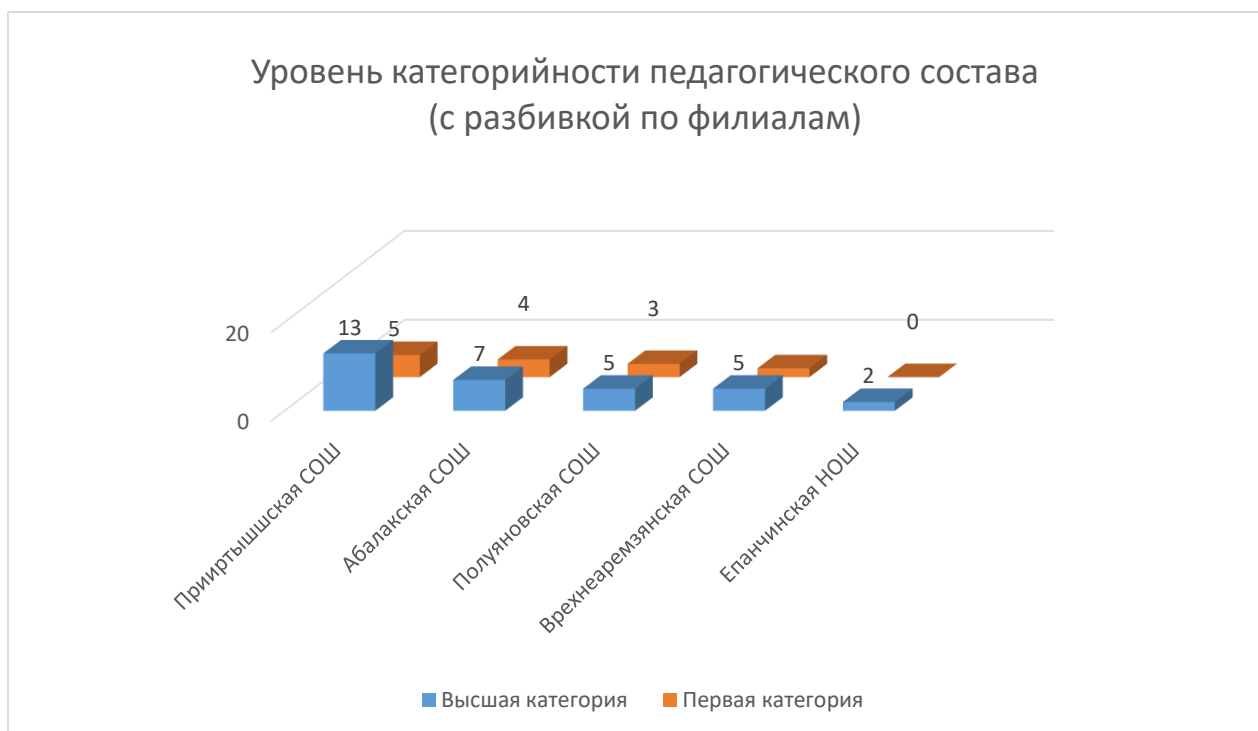 Уровень категорийности педагогического состава
(с разбивкой по филиалам)
20
0
13
5
7
4
5
3
5
2
0
Прииртышшская СОШ
Абалакская СОШ
Полуяновская СОШ
Врехнеаремзянская СОШ
Епанчинская НОШ
Высшая категория
Первая категория